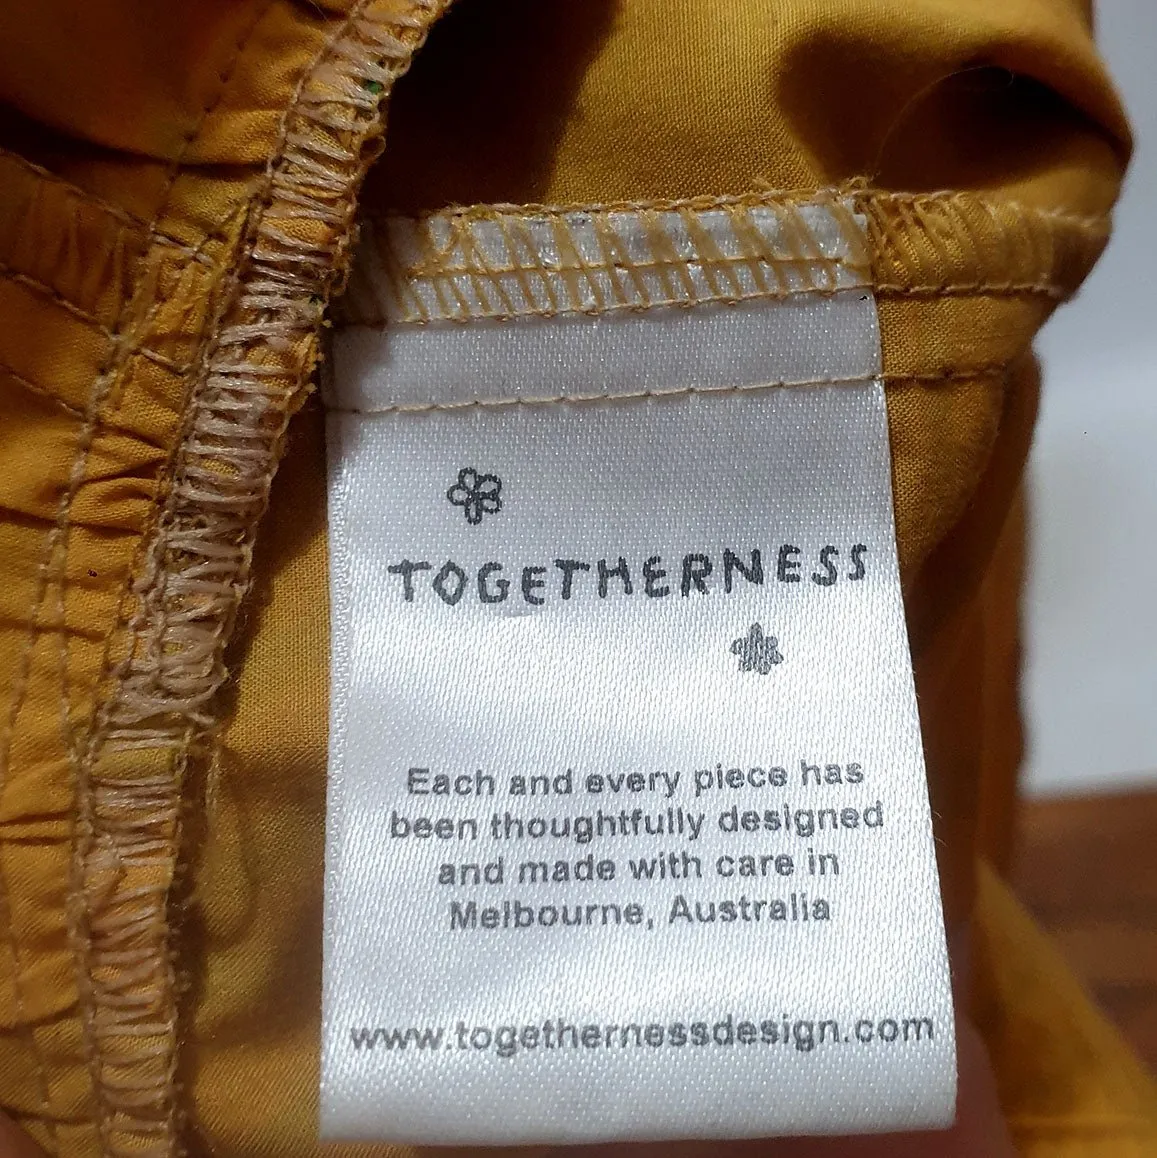 TOGETHERNESS
Each and every piece has
been thoughtfully designed
and made with care in
Melbourne, Australia
www.togethernessdesign.com